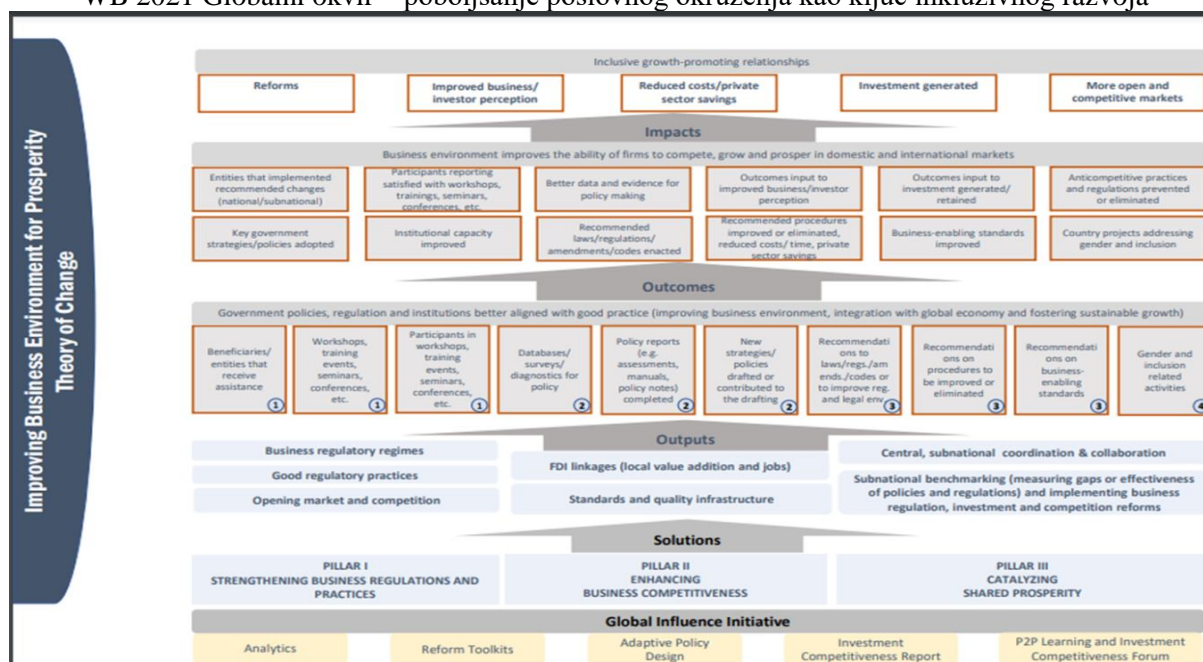 WB 2021 Globalni okvir – poboljšanje poslovnog okruženja kao ključ inkluzivnog razvoja
Improving Business Environment for Prosperity
Theory of Change
Inclusive growth-promoting relationships
Reforms
Improved business/
investor perception
Reduced costs/private
sector savings
Investment generated
More open and
competitive markets
Impacts
Business environment improves the ability of firms to compete, grow and prosper in domestic and international markets
Entities that implemented
recommended changes
(national/subnational)
Participants reporting
satisfied with workshops,
trainings, seminars,
conferences, etc.
Better data and evidence for
policy making
Outcomes input to
improved business/investor
perception
Outcomes input to
investment generated/
retained
Anticompetitive practices
and regulations prevented
or eliminated
Key government
strategies/policies adopted
Institutional capacity
improved
Recommended
laws/regulations/
amendments/codes enacted
Recommended procedures
improved or eliminated,
reduced costs/ time, private
sector savings
Business-enabling standards
improved
Country projects addressing
gender and inclusion
Outcomes
Government policies, regulation and institutions better aligned with good practice (improving business environment, integration with global economy and fostering sustainable growth)
Beneficiaries/
entities that
receive
assistance
1
Workshops,
training
events,
seminars,
conferences,
etc.
1
Participants in
workshops,
training
events,
seminars,
conferences,
etc.
1
Databases/
surveys/
diagnostics for
policy
2
Policy reports
(e.g.
assessments,
manuals,
policy notes)
completed
2
New
strategies/
policies
drafted or
contributed to
the drafting
2
Recommendati
ons to
laws/regs./am
ends./codes or
to improve reg.
and legal env.
3
Recommendati
ons on
procedures to
be improved or
eliminated
3
Recommendati
ons on
business-
enabling
standards
3
Gender and
inclusion
related
activities
4
Outputs
Business regulatory regimes
Good regulatory practices
Opening market and competition
FDI linkages (local value addition and jobs)
Standards and quality infrastructure
Central, subnational coordination & collaboration
Subnational benchmarking (measuring gaps or effectiveness
of policies and regulations) and implementing business
regulation, investment and competition reforms
Solutions
PILLAR I
STRENGTHENING BUSINESS REGULATIONS AND
PRACTICES
PILLAR II
ENHANCING
BUSINESS COMPETITIVENESS
PILLAR III
CATALYZING
SHARED PROSPERITY
Global Influence Initiative
Analytics
Reform Toolkits
Adaptive Policy
Design
Investment
Competitiveness Report
P2P Learning and Investment
Competitiveness Forum